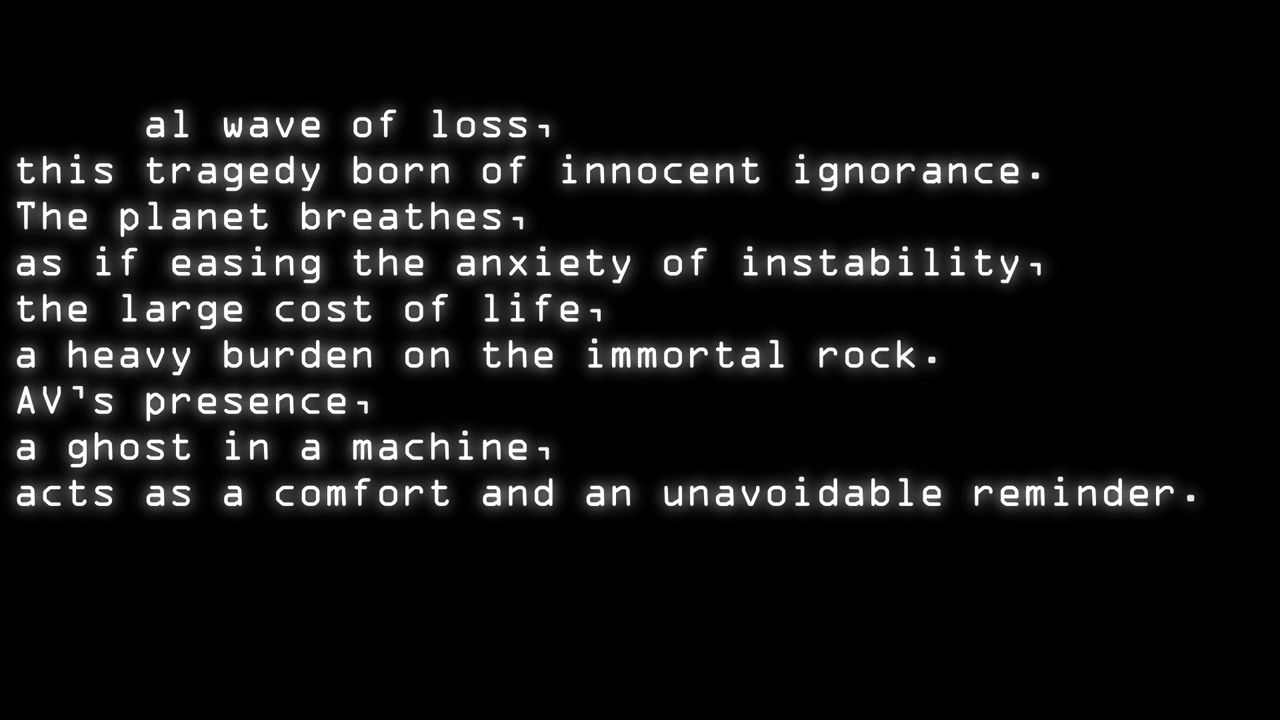 al wave of loss,
this tragedy born of innocent ignorance.
The planet breathes,
as if easing the anxiety of instability,
the large cost of life,
a heavy burden on the immortal rock.
AV's presence,
a ghost in a machine,
acts as a comfort and an unavoidable reminder.